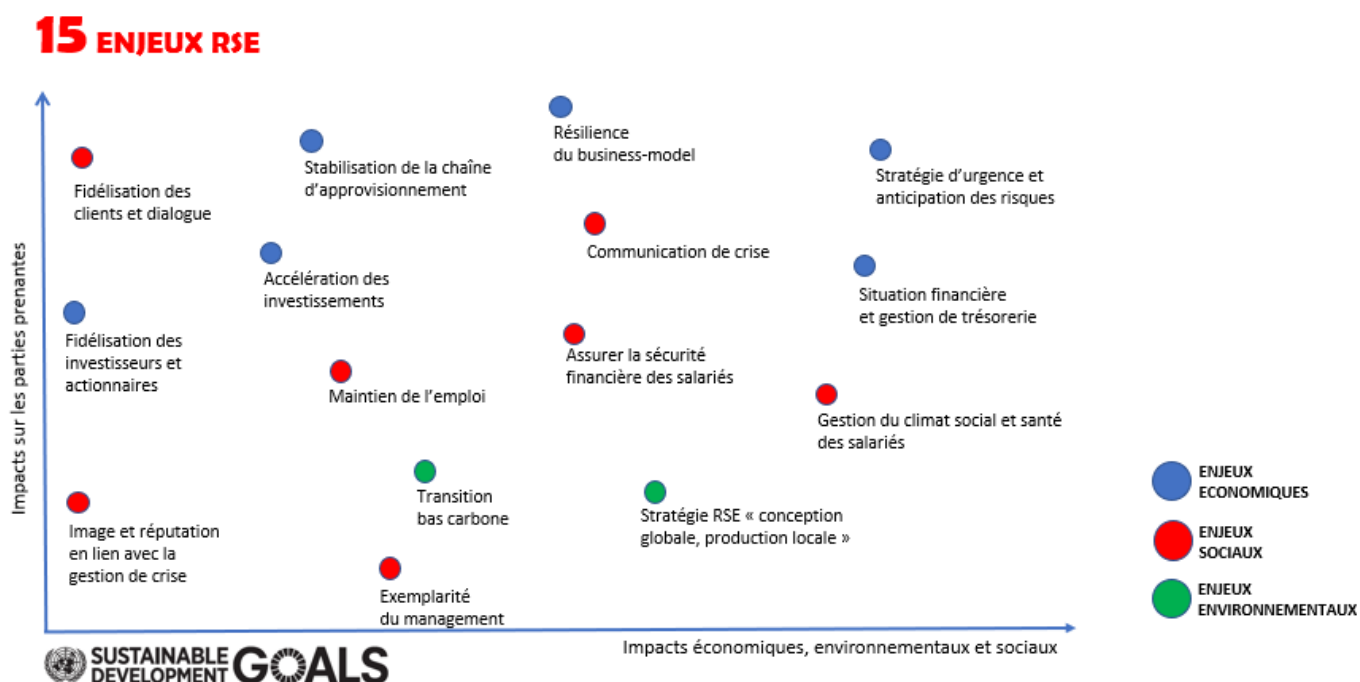 15 ENJEUX RSE
Impacts sur les parties prenantes
Fidélisation des
clients et dialogue
Stabilisation de la chaîne
d'approvisionnement
Résilience
du business-model
Stratégie d'urgence et
anticipation des risques
Communication de crise
Accélération des
investissements
Situation financière
et gestion de trésorerie
Fidélisation des
investisseurs et
actionnaires
Assurer la sécurité
financière des salariés
Maintien de l'emploi
Gestion du climat social et santé
des salariés
Transition
bas carbone
Stratégie RSE « conception
globale, production locale »
Image et réputation
en lien avec la
gestion de crise
Exemplarité
du management
ENJEUX
ECONOMIQUES
ENJEUX
SOCIAUX
ENJEUX
ENVIRONNEMENTAUX
Impacts économiques, environnementaux et sociaux
SUSTAINABLE
DEVELOPMENT
GOALS